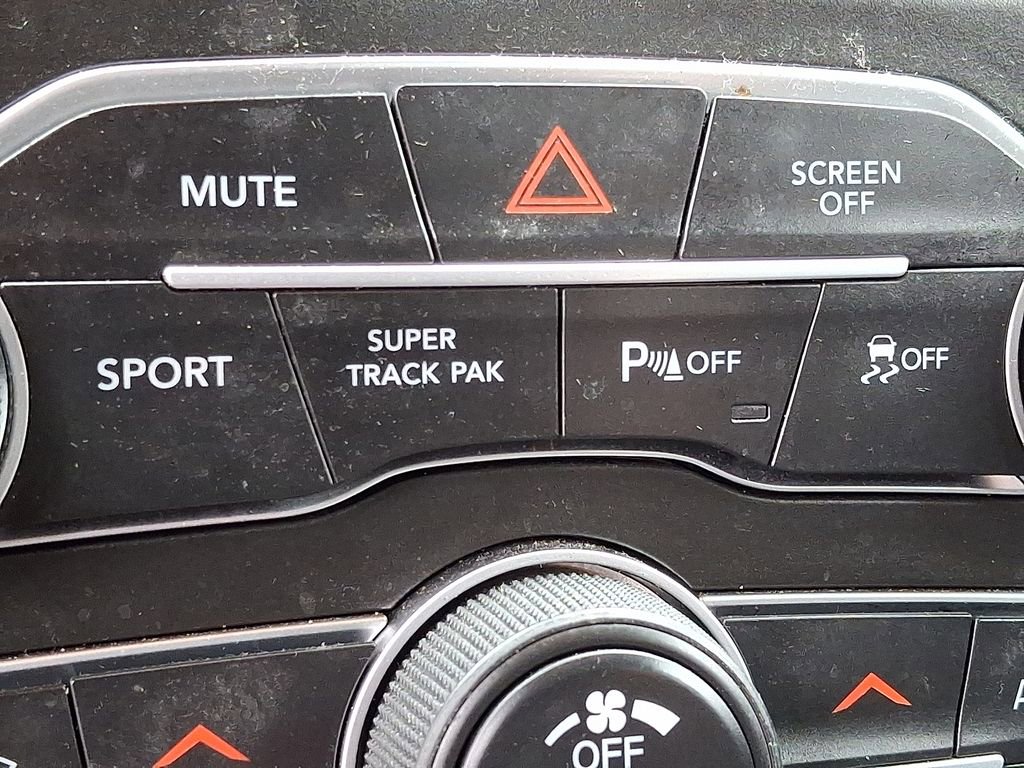 MUTE
SCREEN
OFF
SPORT
SUPER
TRACK PAK
P OFF
OFF
OFF